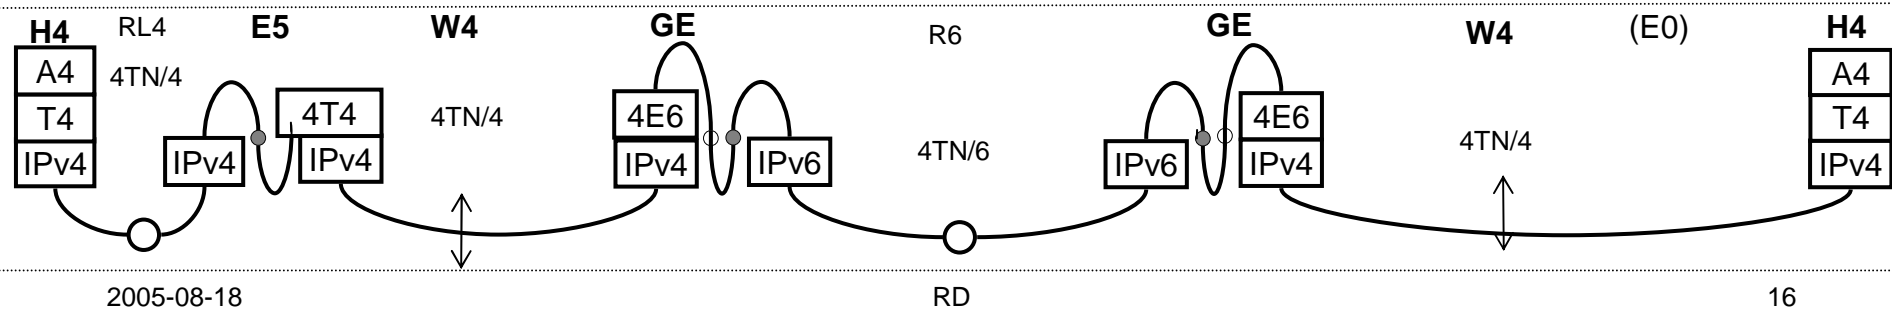 H4 RL4 E5 W4 GE R6 GE W4 (E0) H4
A4 4TN/4 A4
T4 4T4 4TN/4 4E6 4E6 T4
IPv4 IPv4 IPv4 IPv4 IPv6 4TN/6 IPv6 IPv4 4TN/4 IPv4
2005-08-18 RD 16